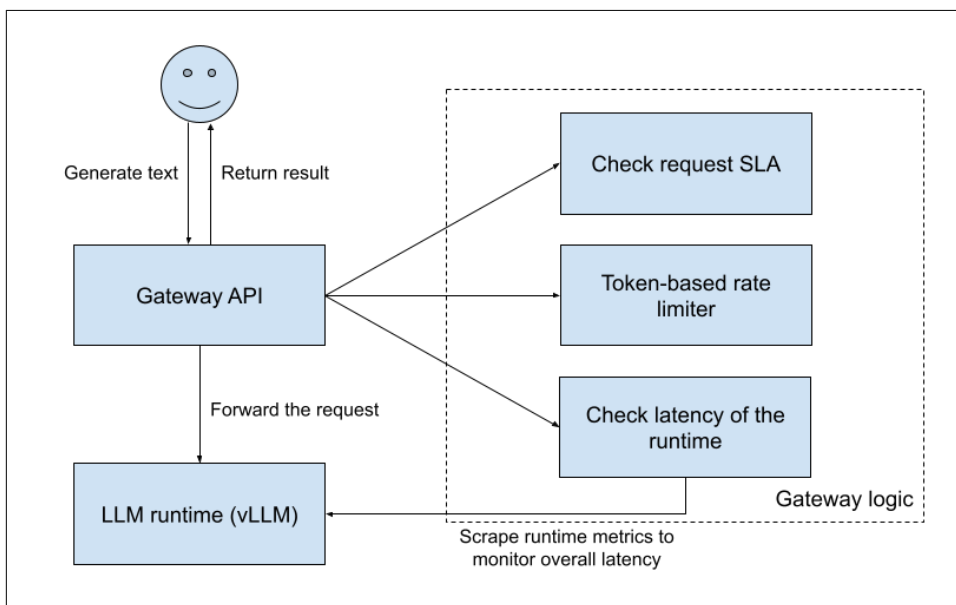 Generate text
Return result
Gateway API
Forward the request
LLM runtime (vLLM)
Check request SLA
Token-based rate
limiter
Check latency of the
runtime
Gateway logic
Scrape runtime metrics to
monitor overall latency